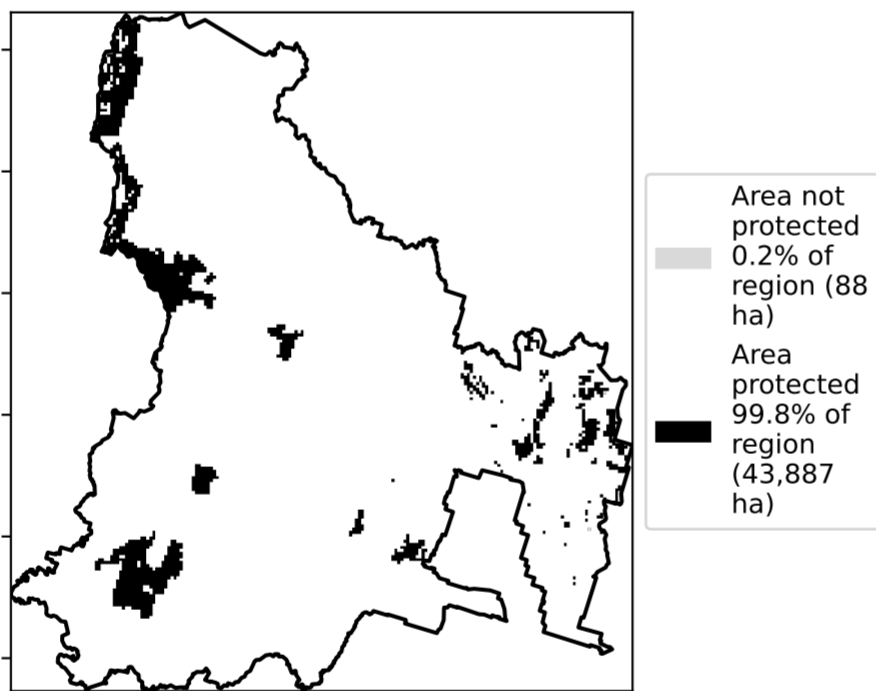 Area not
protected
0.2% of
region (88
ha)
Area
protected
99.8% of
region
(43,887
ha)